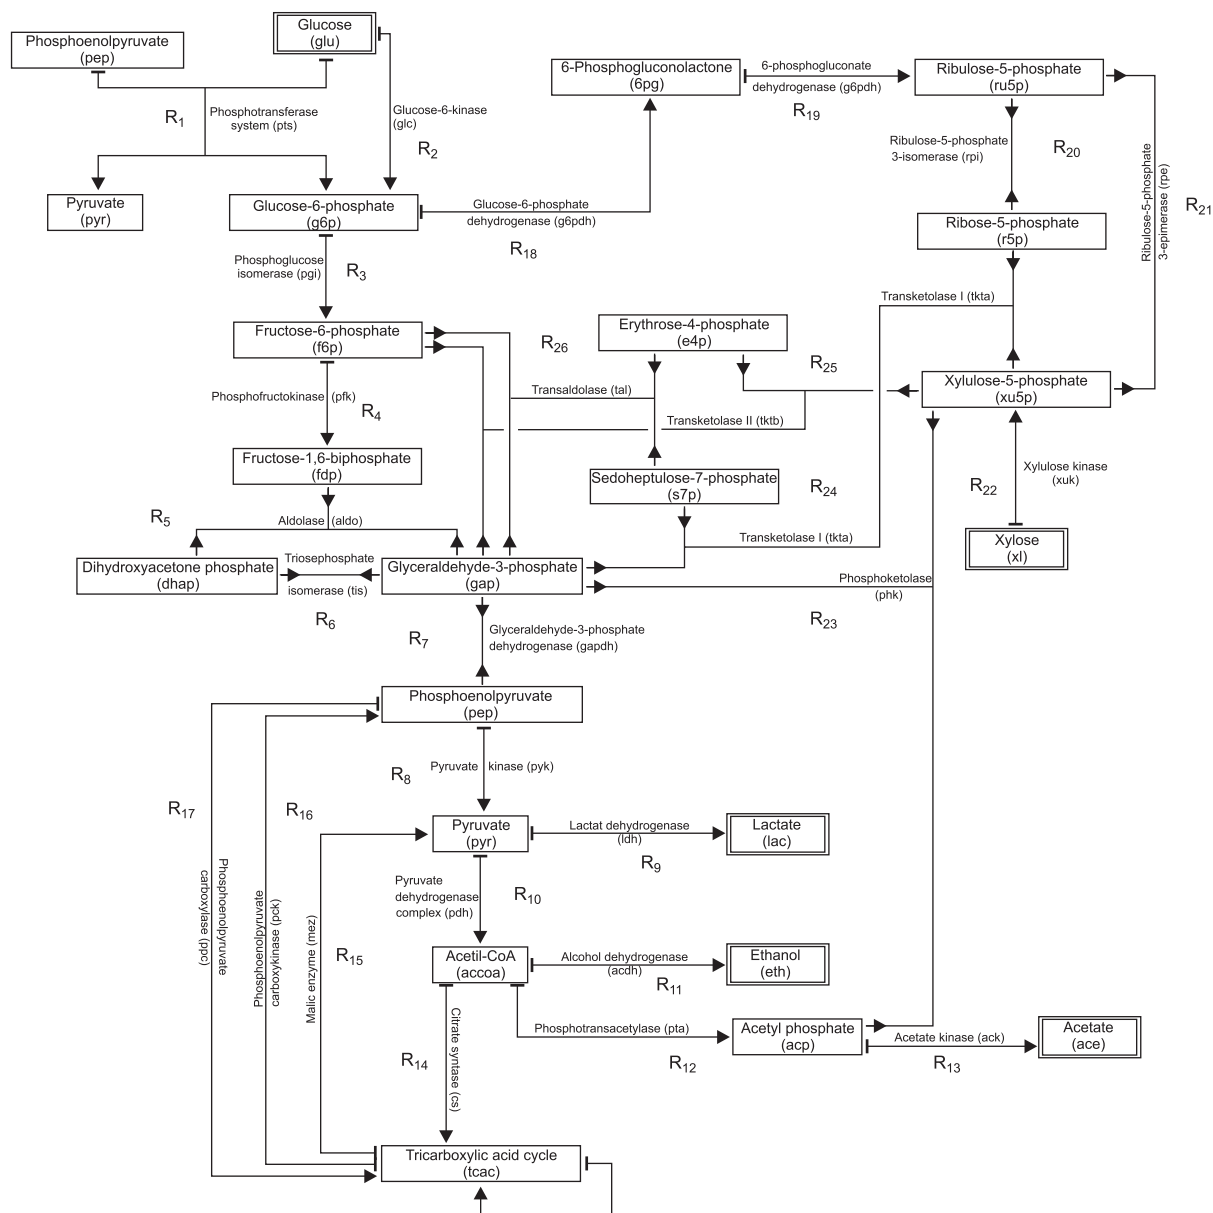 Glucose
(glu)
Phosphoenolpyruvate
(pep)
R1
Phosphotransferase
system (pts)
Glucose-6-kinase
(glc)
R2
Pyruvate
(pyr)
Glucose-6-phosphate
(g6p)
Glucose-6-phosphate
dehydrogenase (g6pdh)
R18
6-Phosphogluconolactone
(6pg)
6-phosphogluconate
dehydrogenase (g6pdh)
R19
Ribulose-5-phosphate
(ru5p)
Ribulose-5-phosphate
3-isomerase (rpi)
R20
Ribulose-5-phosphate
3-epimerase (rpe)
R21
Ribose-5-phosphate
(r5p)
Phosphoglucose
isomerase (pgi)
R3
Transketolase I (tkta)
Fructose-6-phosphate
(f6p)
R26
Erythrose-4-phosphate
(e4p)
R25
Transaldolase (tal)
Transketolase II (tktb)
Xylulose-5-phosphate
(xu5p)
Phosphofructokinase (pfk)
R4
Fructose-1,6-biphosphate
(fdp)
Sedoheptulose-7-phosphate
(s7p)
R24
R22
Xylulose kinase
(xuk)
R5
Aldolase (aldo)
Transketolase I (tkta)
Xylose
(xl)
Dihydroxyacetone phosphate
(dhap)
Triosephosphate
isomerase (tis)
R6
Glyceraldehyde-3-phosphate
(gap)
Phosphoketolase
(phk)
R23
R7
Glyceraldehyde-3-phosphate
dehydrogenase (gapdh)
Phosphoenolpyruvate
(pep)
R8
Pyruvate kinase (pyk)
R17
R16
Pyruvate
(pyr)
Lactat dehydrogenase
(ldh)
R9
Lactate
(lac)
Phosphoenolpyruvate
carboxylase (ppc)
Phosphoenolpyruvate
carboxykinase (pck)
Malic enzyme (mez)
R15
Pyruvate
dehydrogenase
complex (pdh)
R10
Acetil-CoA
(accoa)
Alcohol dehydrogenase
(acdh)
R11
Ethanol
(eth)
R14
Citrate syntase (cs)
Phosphotransacetylase (pta)
R12
Acetyl phosphate
(acp)
Acetate kinase (ack)
R13
Acetate
(ace)
Tricarboxylic acid cycle
(tcac)